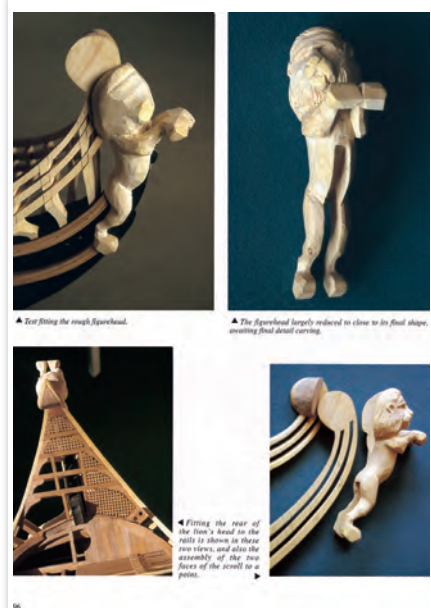 ▲ Test fitting the rough figurehead.
▲ The figurehead largely reduced to close to its final shape,
awaiting final detail carving.
◀ Fitting the rear of
the lion's head to the
rails is shown in these
two views, and also the
assembly of the two
faces of the scroll to a
point. ▶
96